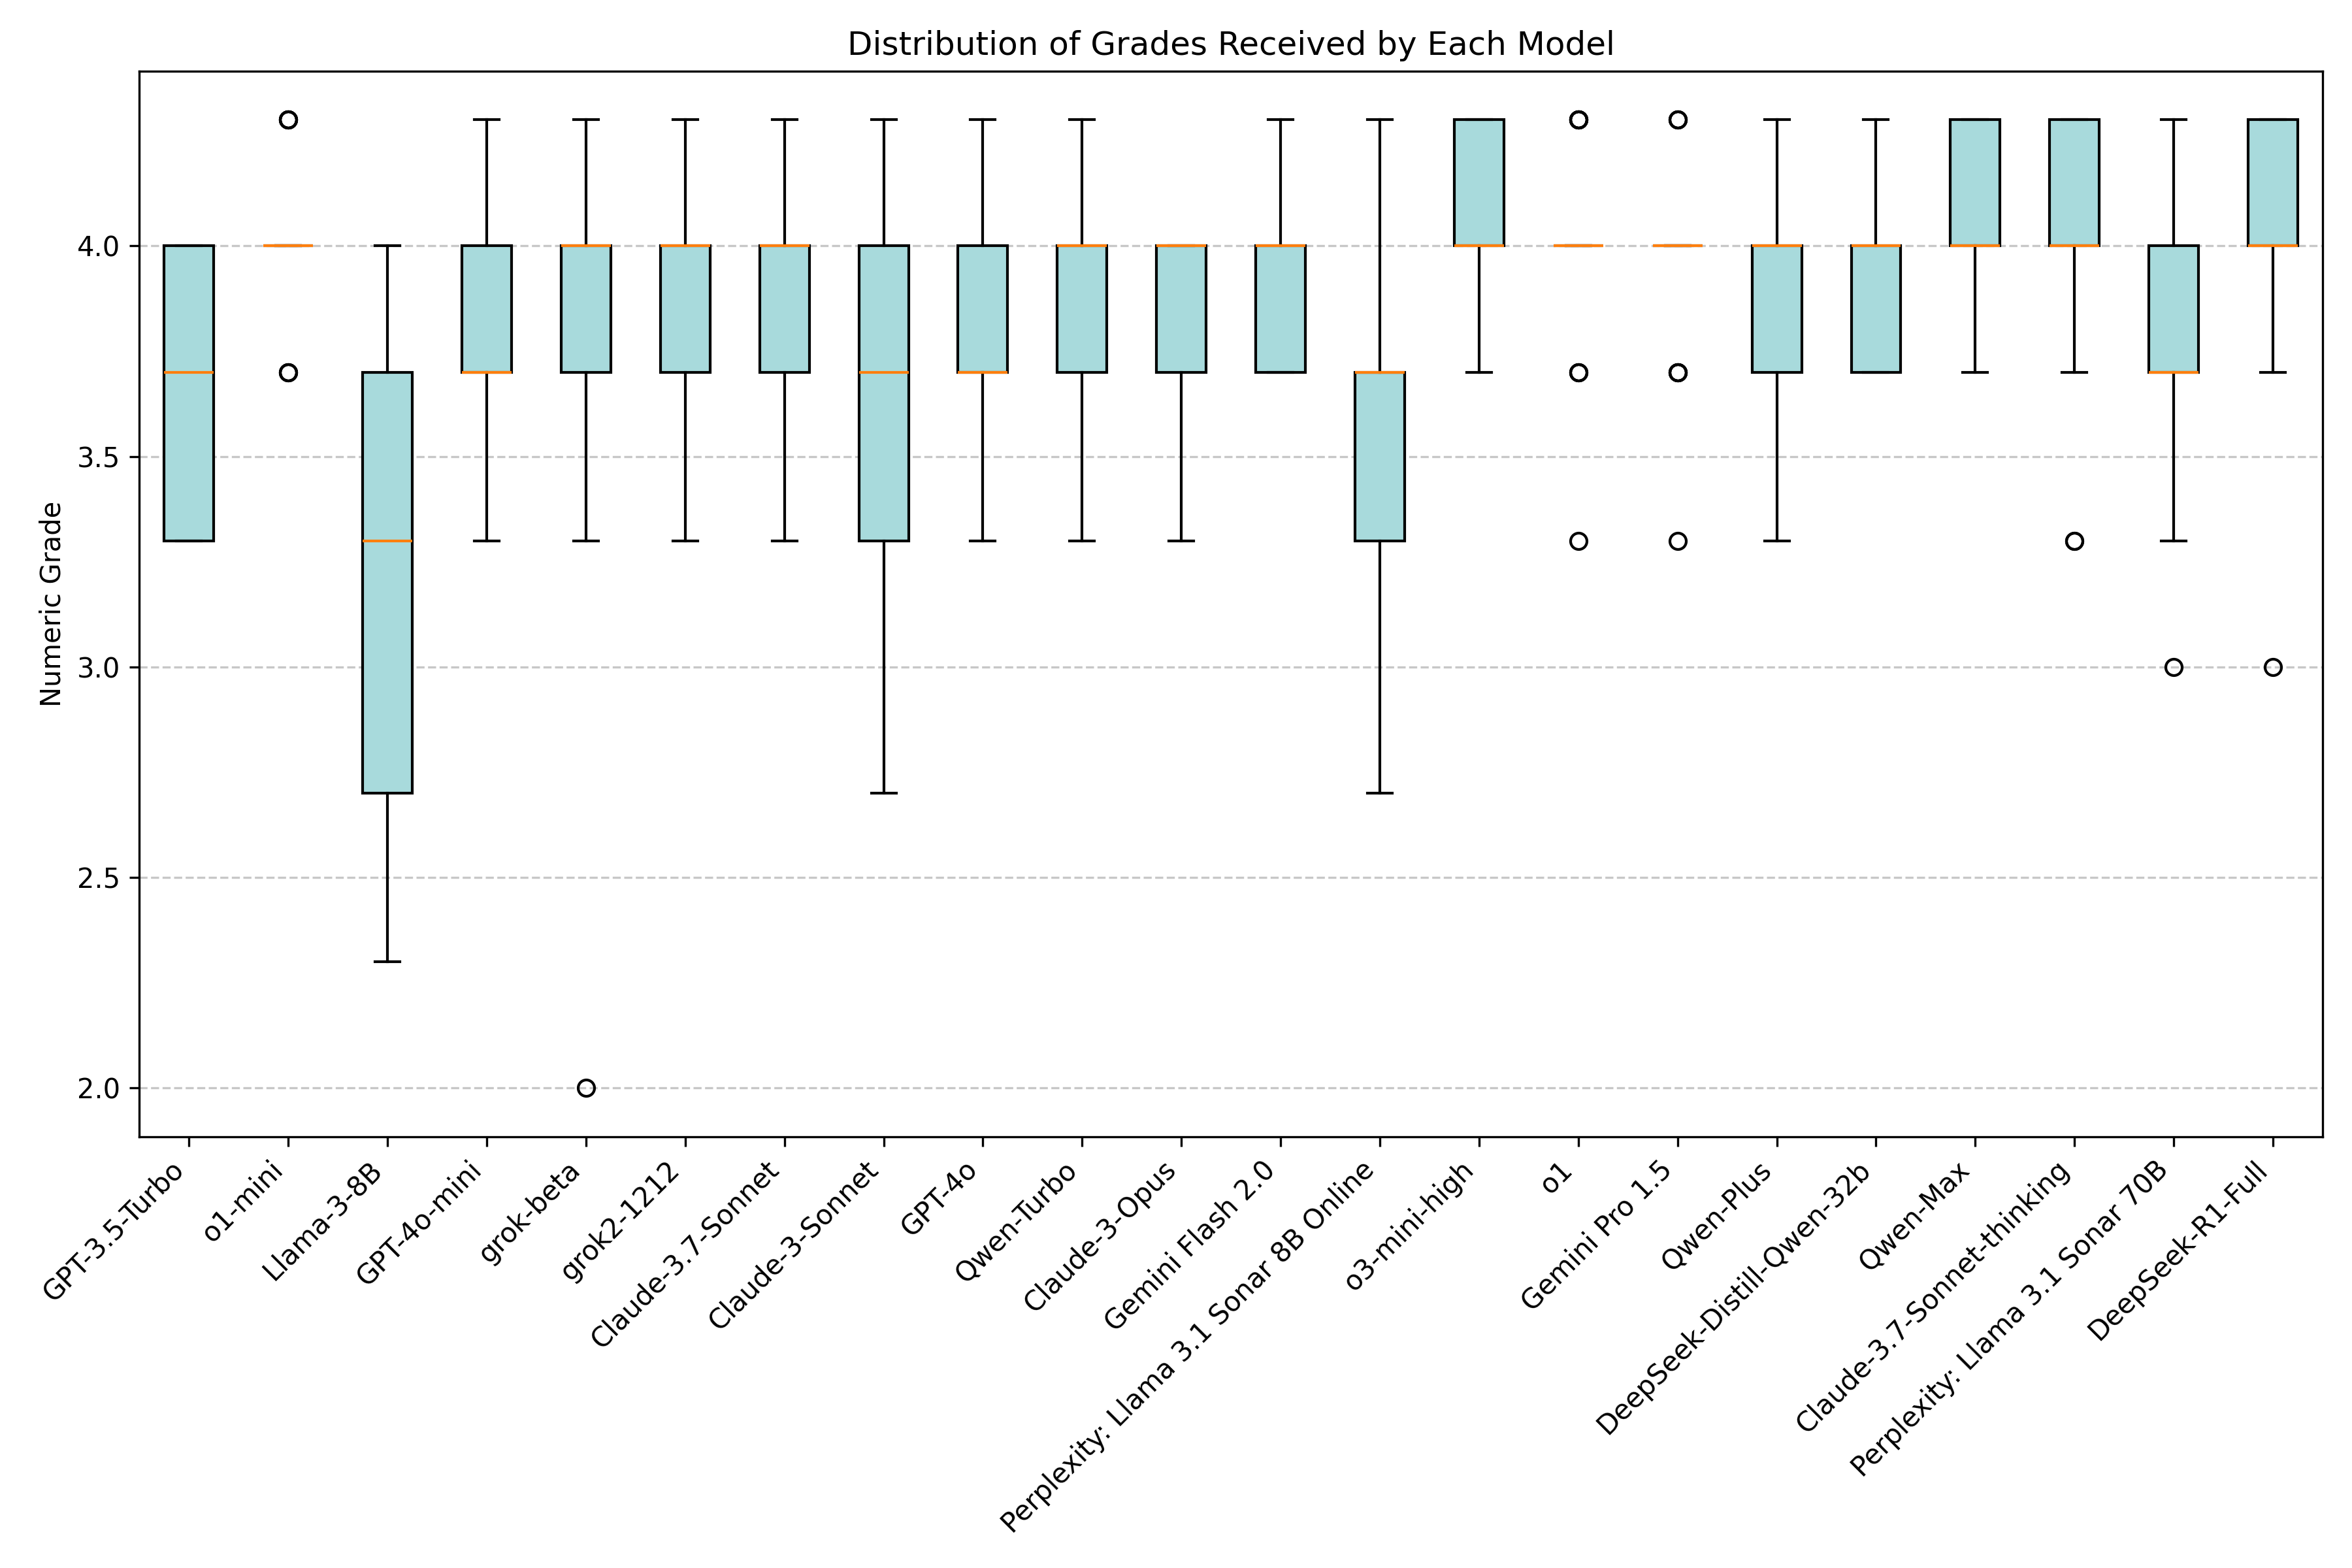 Distribution of Grades Received by Each Model
Numeric Grade
4.0
3.5
3.0
2.5
2.0
GPT-3.5-Turbo
o1-mini
Llama-3-8B
GPT-4o-mini
grok-beta
grok2-1212
Claude-3.7-Sonnet
Claude-3-Sonnet
GPT-4o
Qwen-Turbo
Claude-3-Opus
Gemini Flash 2.0
Perplexity: Llama 3.1 Sonar 8B Online
o3-mini-high
o1
Gemini Pro 1.5
Qwen-Plus
DeepSeek-Distill-Qwen-32b
Qwen-Max
Claude-3.7-Sonnet-thinking
Perplexity: Llama 3.1 Sonar 70B
DeepSeek-R1-Full